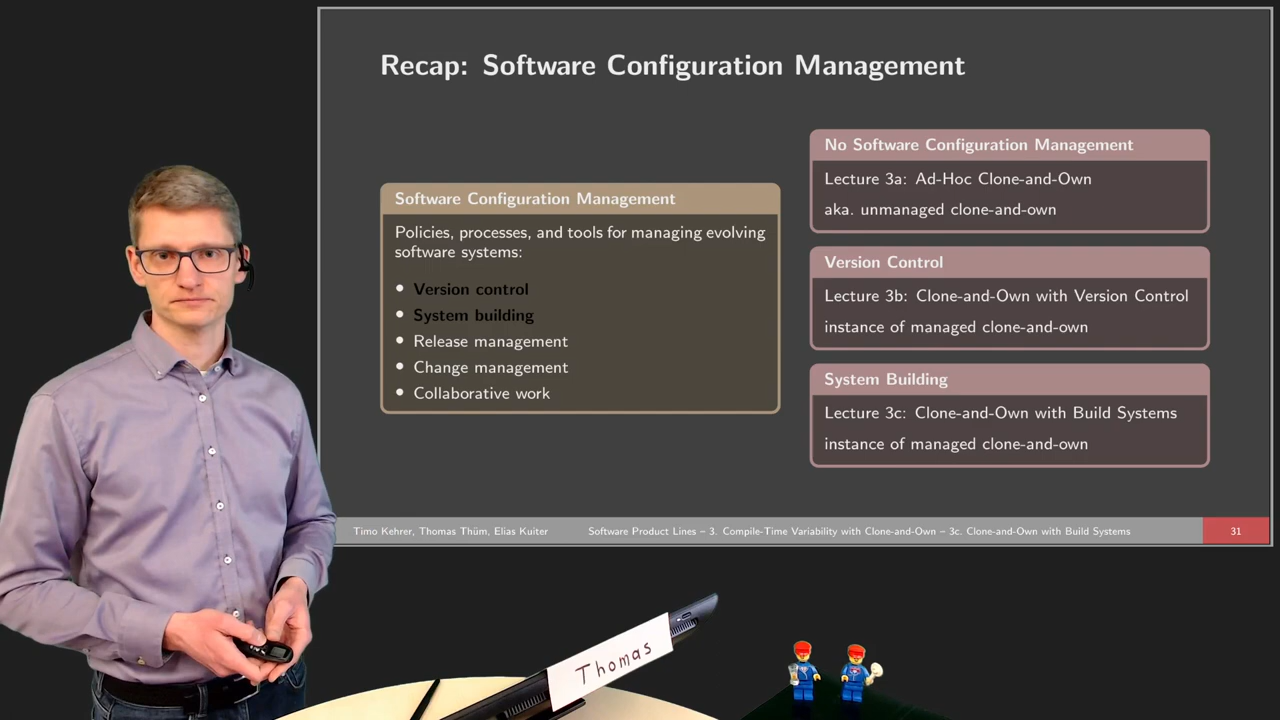 Recap: Software Configuration Management
Software Configuration Management
Policies, processes, and tools for managing evolving
software systems:
• Version control
• System building
• Release management
• Change management
• Collaborative work
No Software Configuration Management
Lecture 3a: Ad-Hoc Clone-and-Own
aka. unmanaged clone-and-own
Version Control
Lecture 3b: Clone-and-Own with Version Control
instance of managed clone-and-own
System Building
Lecture 3c: Clone-and-Own with Build Systems
instance of managed clone-and-own
Timo Kehrer, Thomas Thüm, Elias Kuiter
Software Product Lines – 3. Compile-Time Variability with Clone-and-Own – 3c. Clone-and-Own with Build Systems
31
Thomas